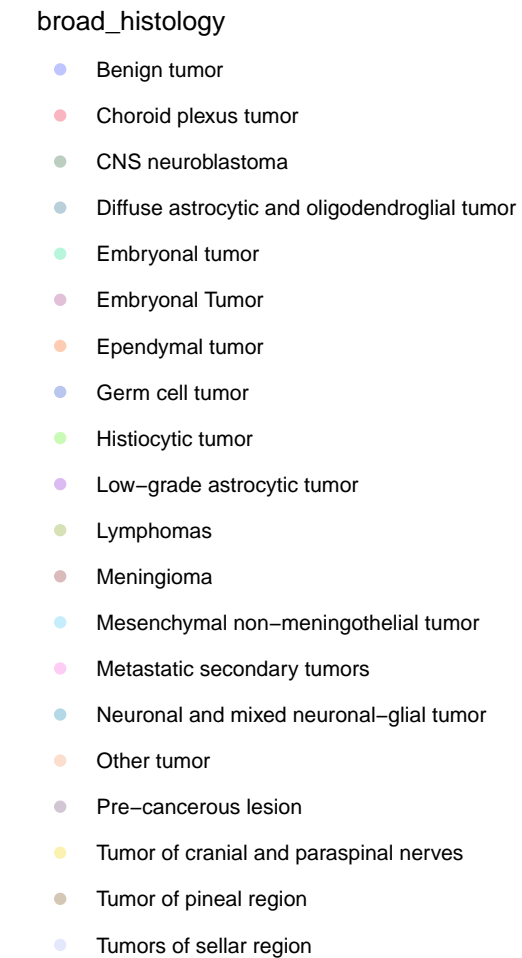 broad_histology
Benign tumor
Choroid plexus tumor
CNS neuroblastoma
Diffuse astrocytic and oligodendroglial tumor
Embryonal tumor
Embryonal Tumor
Ependymal tumor
Germ cell tumor
Histiocytic tumor
Low−grade astrocytic tumor
Lymphomas
Meningioma
Mesenchymal non−meningothelial tumor
Metastatic secondary tumors
Neuronal and mixed neuronal−glial tumor
Other tumor
Pre−cancerous lesion
Tumor of cranial and paraspinal nerves
Tumor of pineal region
Tumors of sellar region